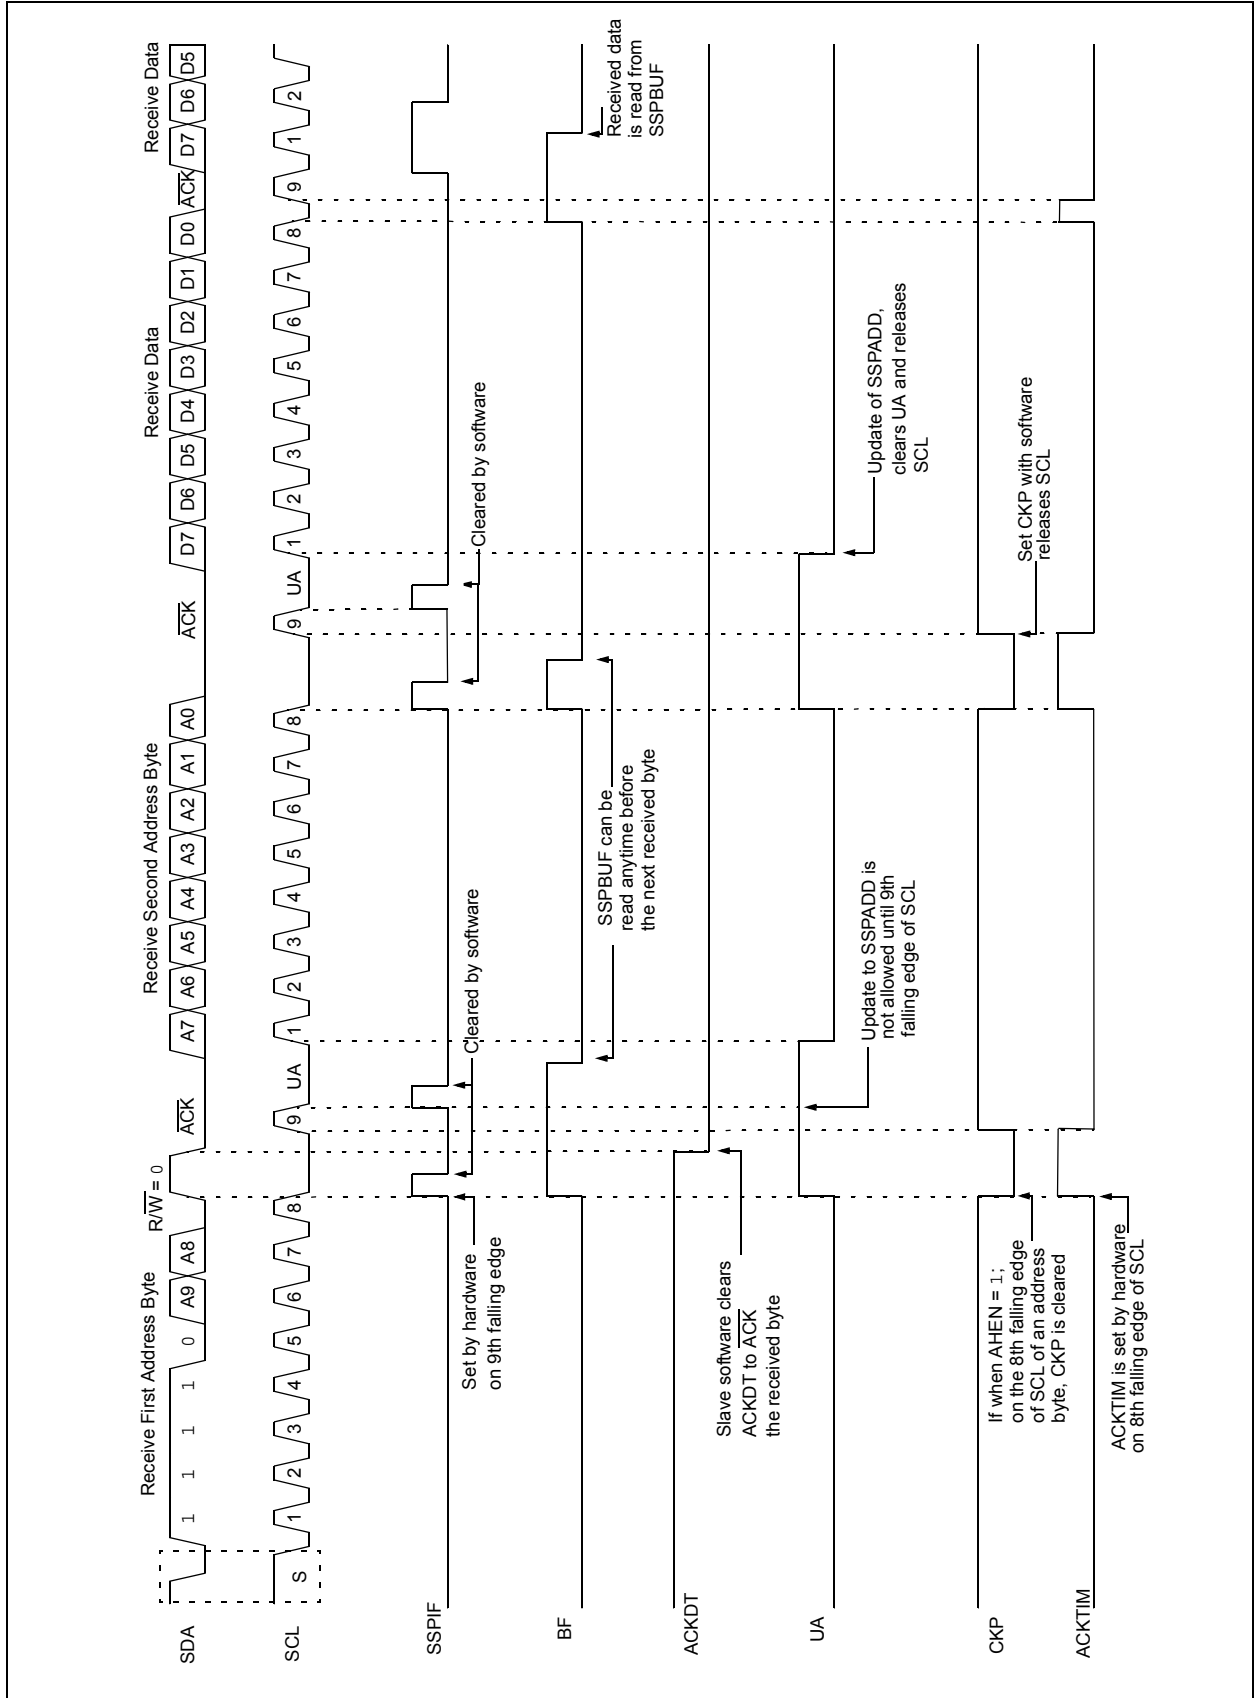 Receive First Address Byte
R/W = 0
Receive Second Address Byte
Receive Data
Receive Data
SDA
1 1 1 1 0 A9 A8
ACK
A7 A6 A5 A4 A3 A2 A1 A0
ACK
D7 D6 D5 D4 D3 D2 D1 D0
ACK
D7 D6 D5
SCL
S
1 2 3 4 5 6 7 8
9
UA
1 2 3 4 5 6 7 8
9
UA
1 2 3 4 5 6 7 8
9
1 2
SSPIF
Set by hardware
on 9th falling edge
Cleared by software
Cleared by software
BF
SSPBUF can be
read anytime before
the next received byte
Received data
is read from
SSPBUF
ACKDT
Slave software clears
ACKDT to ACK
the received byte
UA
Update to SSPADD is
not allowed until 9th
falling edge of SCL
Update of SSPADD,
clears UA and releases
SCL
CKP
If when AHEN = 1;
on the 8th falling edge
of SCL of an address
byte, CKP is cleared
Set CKP with software
releases SCL
ACKTIM
ACKTIM is set by hardware
on 8th falling edge of SCL